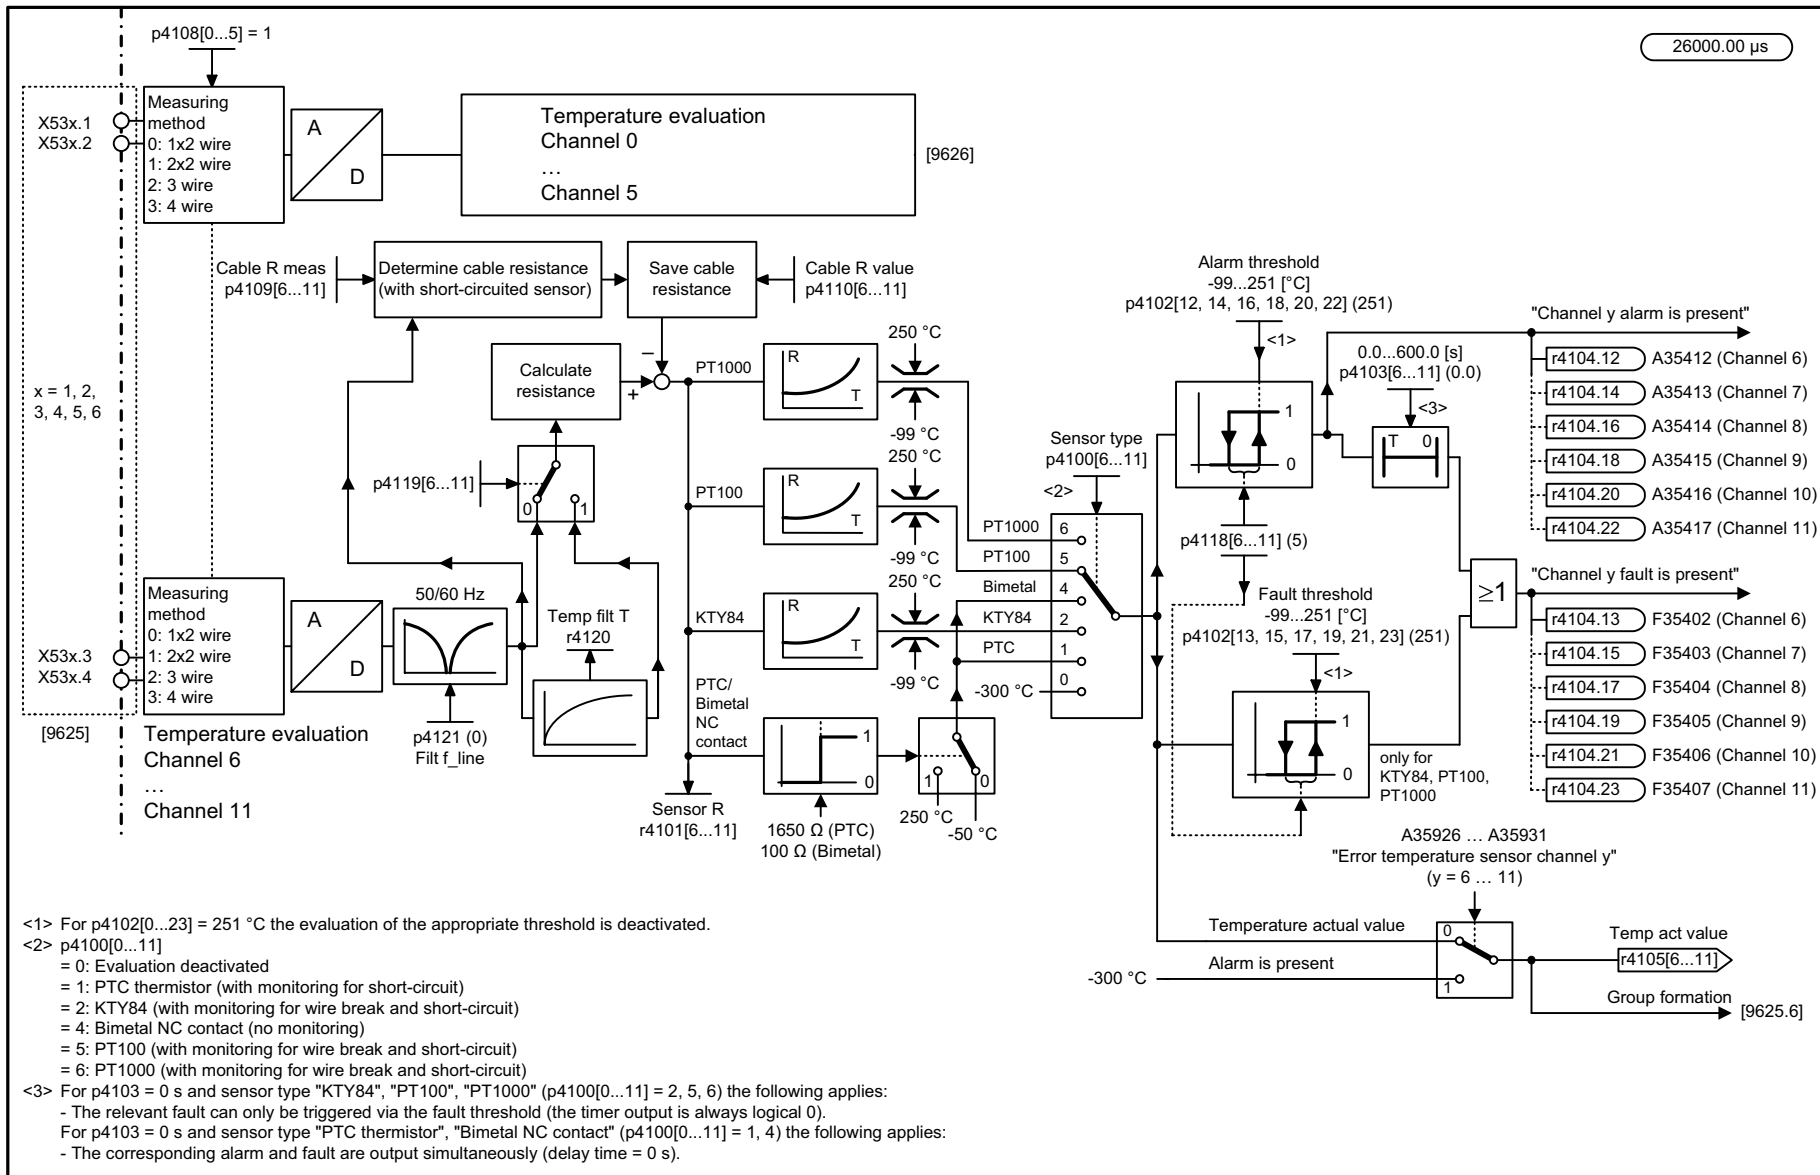 p4108[0...5] = 1
26000.00 µs
X53x.1
X53x.2
Measuring
method
0: 1x2 wire
1: 2x2 wire
2: 3 wire
3: 4 wire
A
D
Temperature evaluation
Channel 0
...
Channel 5
[9626]
x = 1, 2,
3, 4, 5, 6
Cable R meas
p4109[6...11]
Determine cable resistance
(with short-circuited sensor)
Save cable
resistance
Cable R value
p4110[6...11]
Calculate
resistance
–
+
p4119[6...11]
0
1
X53x.3
X53x.4
[9625]
Measuring
method
0: 1x2 wire
1: 2x2 wire
2: 3 wire
3: 4 wire
A
D
50/60 Hz
p4121 (0)
Filt f_line
Temp filt T
r4120
Temperature evaluation
Channel 6
...
Channel 11
PT1000
R
T
250 °C
-99 °C
PT100
R
T
250 °C
-99 °C
KTY84
R
T
250 °C
-99 °C
PTC/
Bimetal
NC
contact
1
0
1650 Ω (PTC)
100 Ω (Bimetal)
1
0
250 °C
-50 °C
Sensor R
r4101[6...11]
Sensor type
p4100[6...11]
<2>
PT1000
6
PT100
5
Bimetal
4
KTY84
2
PTC
1
-300 °C
0
Alarm threshold
-99...251 [°C]
p4102[12, 14, 16, 18, 20, 22] (251)
<1>
1
0
p4118[6...11] (5)
0.0...600.0 [s]
p4103[6...11] (0.0)
<3>
T 0
Fault threshold
-99...251 [°C]
p4102[13, 15, 17, 19, 21, 23] (251)
<1>
1
0
only for
KTY84, PT100,
PT1000
≥1
"Channel y alarm is present"
r4104.12 A35412 (Channel 6)
r4104.14 A35413 (Channel 7)
r4104.16 A35414 (Channel 8)
r4104.18 A35415 (Channel 9)
r4104.20 A35416 (Channel 10)
r4104.22 A35417 (Channel 11)
"Channel y fault is present"
r4104.13 F35402 (Channel 6)
r4104.15 F35403 (Channel 7)
r4104.17 F35404 (Channel 8)
r4104.19 F35405 (Channel 9)
r4104.21 F35406 (Channel 10)
r4104.23 F35407 (Channel 11)
A35926 ... A35931
"Error temperature sensor channel y"
(y = 6 ... 11)
Temperature actual value
0
Alarm is present
-300 °C
1
Temp act value
r4105[6...11]
Group formation
[9625.6]
<1> For p4102[0...23] = 251 °C the evaluation of the appropriate threshold is deactivated.
<2> p4100[0...11]
= 0: Evaluation deactivated
= 1: PTC thermistor (with monitoring for short-circuit)
= 2: KTY84 (with monitoring for wire break and short-circuit)
= 4: Bimetal NC contact (no monitoring)
= 5: PT100 (with monitoring for wire break and short-circuit)
= 6: PT1000 (with monitoring for wire break and short-circuit)
<3> For p4103 = 0 s and sensor type "KTY84", "PT100", "PT1000" (p4100[0...11] = 2, 5, 6) the following applies:
- The relevant fault can only be triggered via the fault threshold (the timer output is always logical 0).
For p4103 = 0 s and sensor type "PTC thermistor", "Bimetal NC contact" (p4100[0...11] = 1, 4) the following applies:
- The corresponding alarm and fault are output simultaneously (delay time = 0 s).